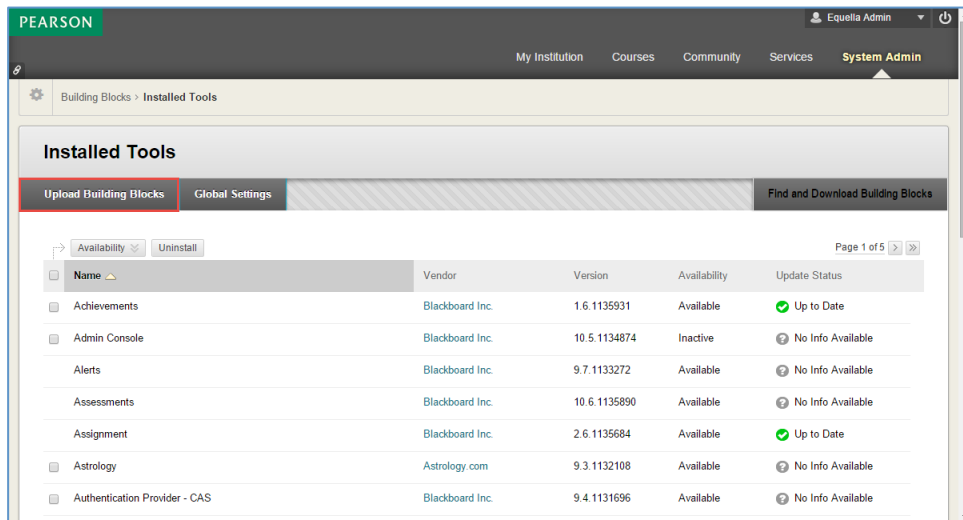 PEARSON Equella Admin
My Institution Courses Community Services System Admin
Building Blocks > Installed Tools
Installed Tools
Upload Building Blocks Global Settings Find and Download Building Blocks
Availability Uninstall Page 1 of 5 > >>
Name Vendor Version Availability Update Status
Achievements Blackboard Inc. 1.6.1135931 Available Up to Date
Admin Console Blackboard Inc. 10.5.1134874 Inactive ? No Info Available
Alerts Blackboard Inc. 9.7.1133272 Available ? No Info Available
Assessments Blackboard Inc. 10.6.1135890 Available ? No Info Available
Assignment Blackboard Inc. 2.6.1135684 Available Up to Date
Astrology Astrology.com 9.3.1132108 Available ? No Info Available
Authentication Provider - CAS Blackboard Inc. 9.4.1131696 Available ? No Info Available